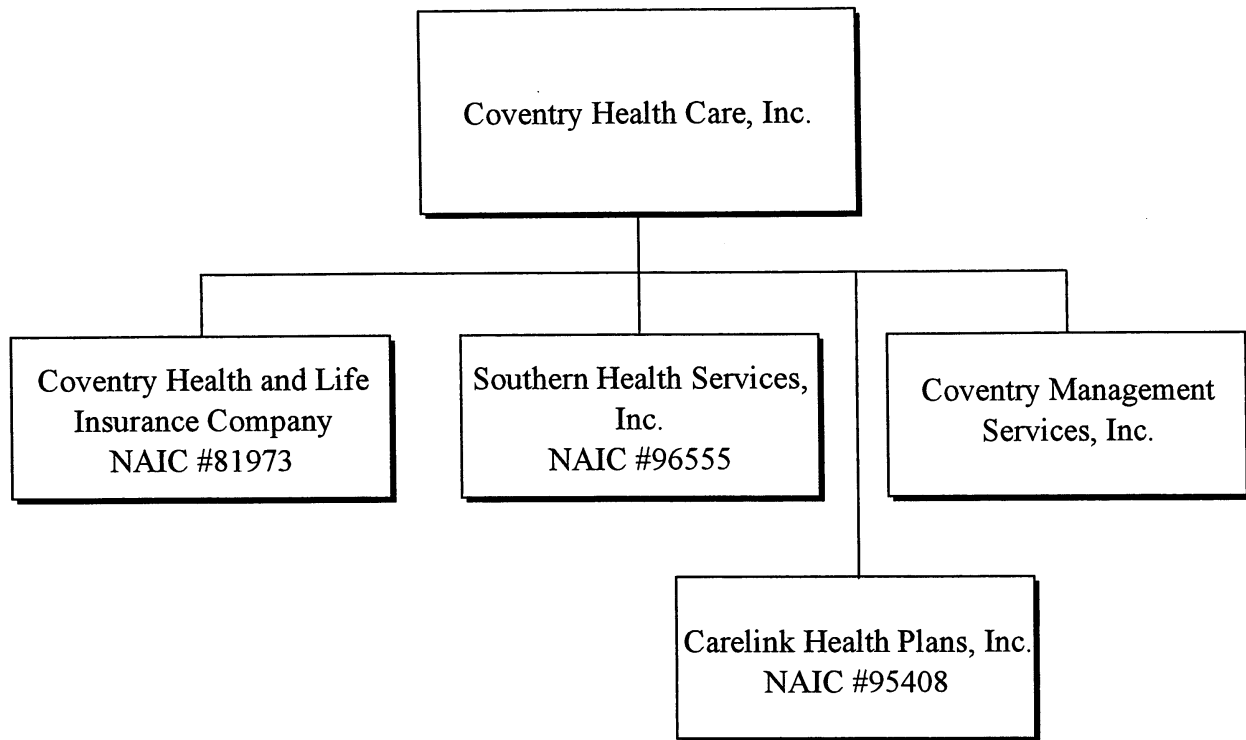 Coventry Health Care, Inc.
Coventry Health and Life
Insurance Company
NAIC #81973
Southern Health Services,
Inc.
NAIC #96555
Coventry Management
Services, Inc.
Carelink Health Plans, Inc.
NAIC #95408